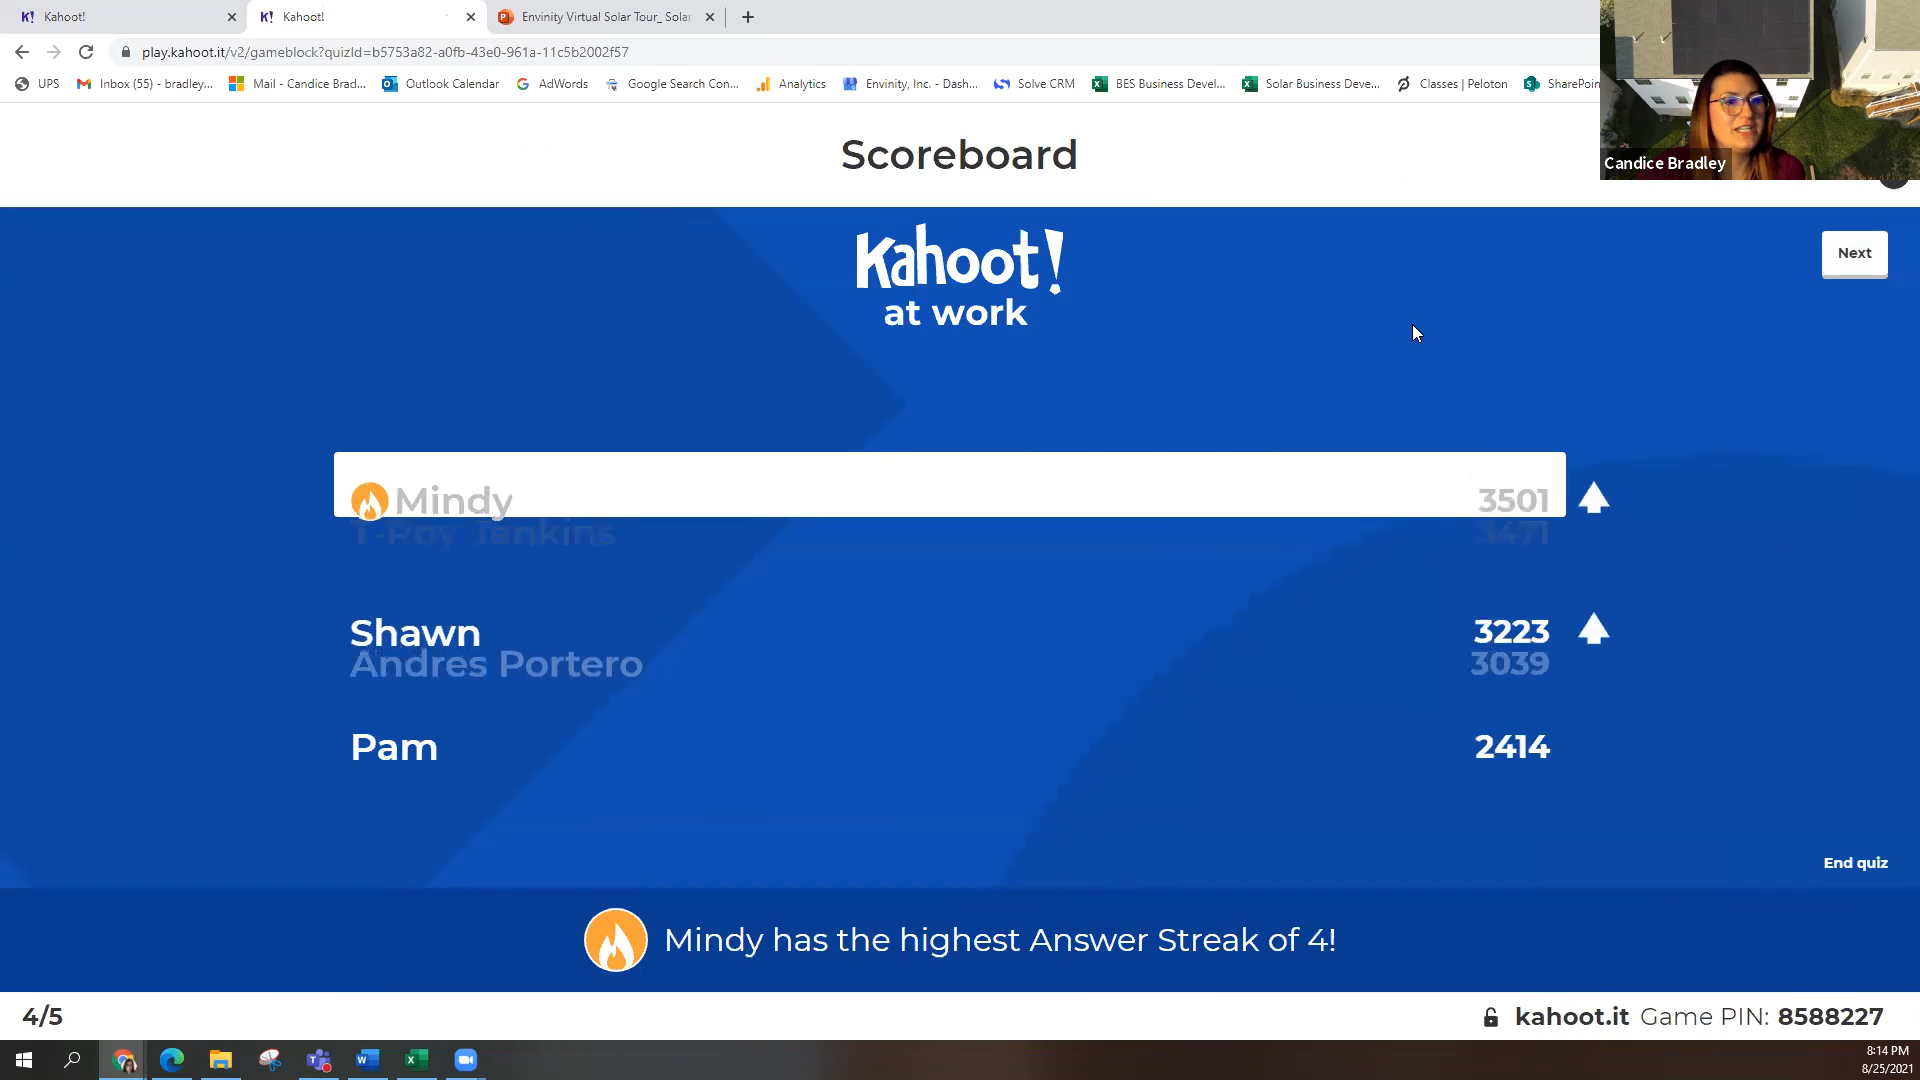 Kahoot!
Kahoot!
Envinity Virtual Solar Tour_ Solar
play.kahoot.it/v2/gameblock?quizId=b5753a82-a0fb-43e0-961a-11c5b2002f57
UPS
Inbox (55) - bradley...
Mail - Candice Brad...
Outlook Calendar
AdWords
Google Search Con...
Analytics
Envinity, Inc. - Dash...
Solve CRM
BES Business Devel...
Solar Business Deve...
Classes | Peloton
SharePoin
Candice Bradley
Scoreboard
Kahoot!
at work
Next
Mindy 3501
T-Roy Jenkins 3471
Shawn 3223
Andres Portero 3039
Pam 2414
End quiz
Mindy has the highest Answer Streak of 4!
4/5
kahoot.it Game PIN: 8588227
8:14 PM
8/25/2021